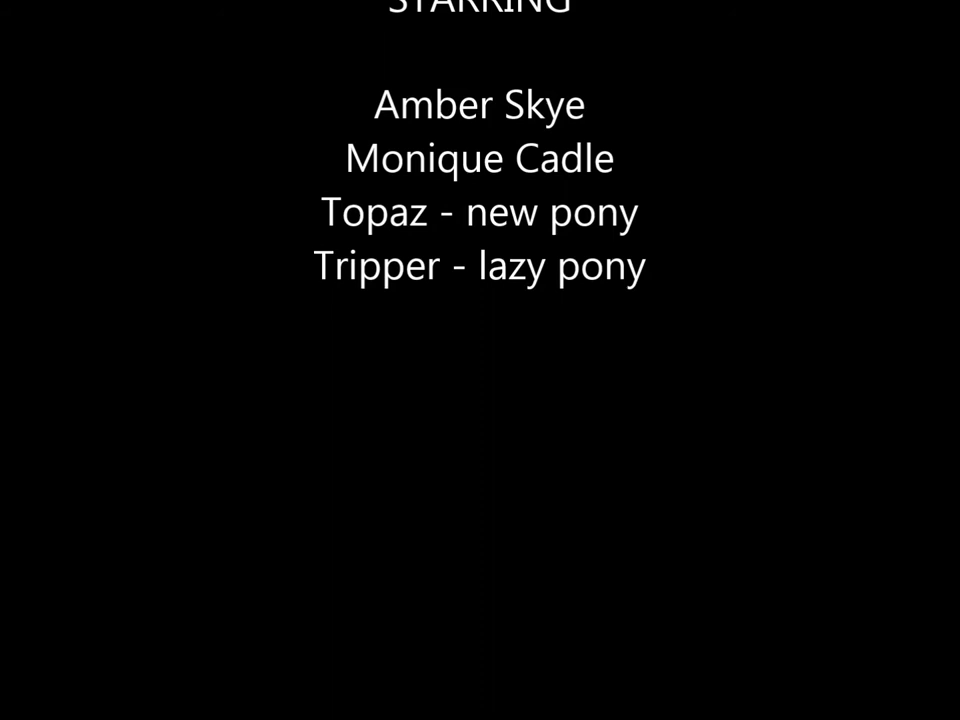 STARRING
Amber Skye
Monique Cadle
Topaz - new pony
Tripper - lazy pony